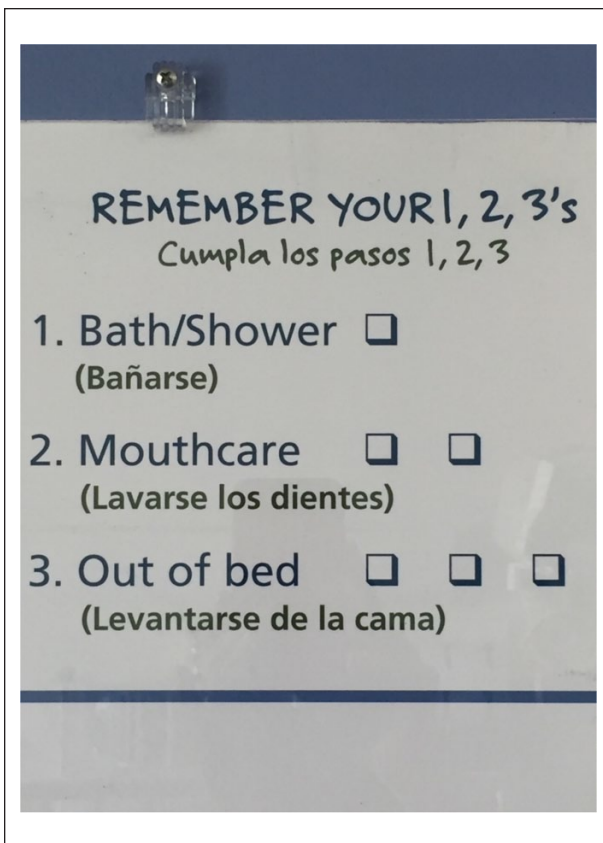 REMEMBER YOUR 1, 2, 3's
Cumpla los pasos 1, 2, 3
1. Bath/Shower ☐
(Bañarse)
2. Mouthcare ☐ ☐
(Lavarse los dientes)
3. Out of bed ☐ ☐ ☐
(Levantarse de la cama)